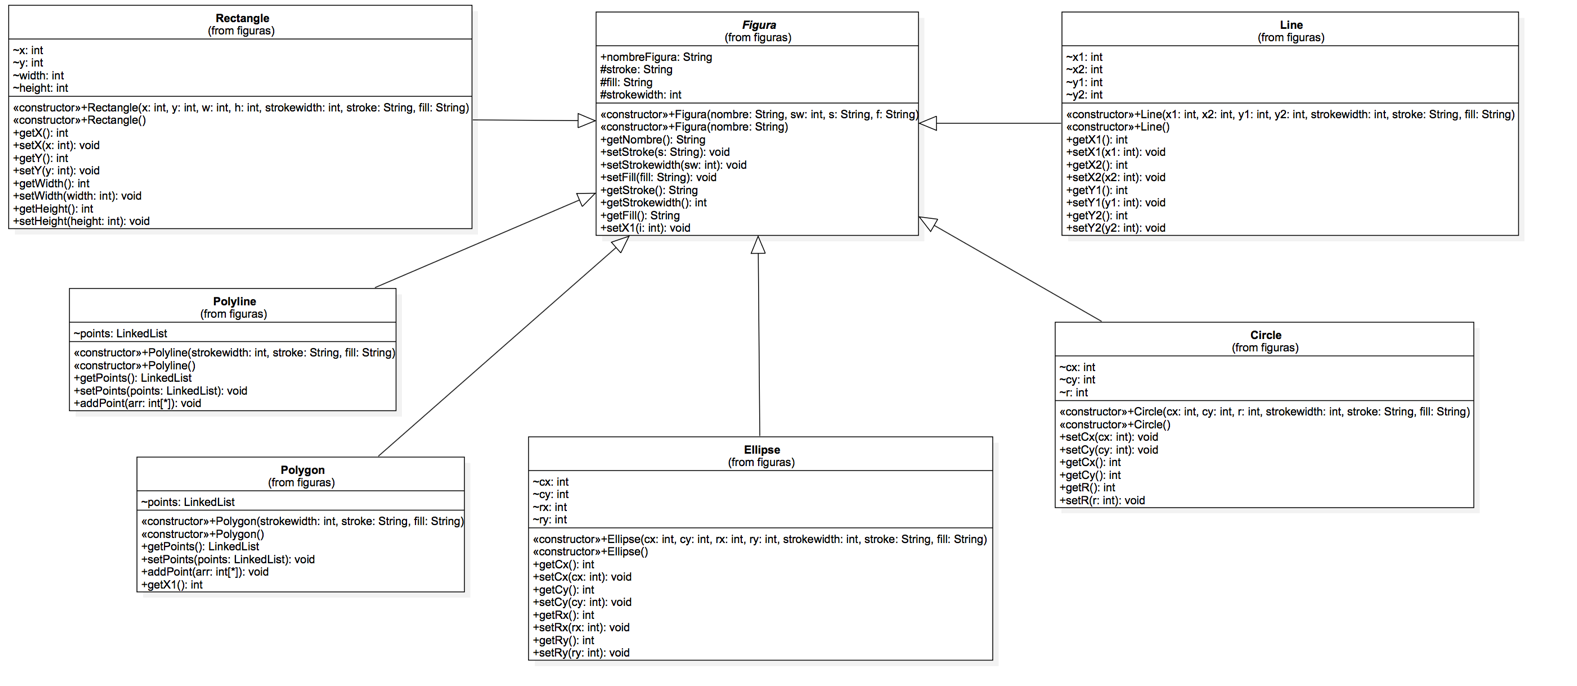 Rectangle
(from figuras)
~x: int
~y: int
~width: int
~height: int
«constructor»+Rectangle(x: int, y: int, w: int, h: int, strokewidth: int, stroke: String, fill: String)
«constructor»+Rectangle()
+getX(): int
+setX(x: int): void
+getY(): int
+setY(y: int): void
+getWidth(): int
+setWidth(width: int): void
+getHeight(): int
+setHeight(height: int): void
Figura
(from figuras)
+nombreFigura: String
#stroke: String
#fill: String
#strokewidth: int
«constructor»+Figura(nombre: String, sw: int, s: String, f: String)
«constructor»+Figura(nombre: String)
+getNombre(): String
+setStroke(s: String): void
+setStrokewidth(sw: int): void
+setFill(fill: String): void
+getStroke(): String
+getStrokewidth(): int
+getFill(): String
+setX1(i: int): void
Line
(from figuras)
~x1: int
~x2: int
~y1: int
~y2: int
«constructor»+Line(x1: int, x2: int, y1: int, y2: int, strokewidth: int, stroke: String, fill: String)
«constructor»+Line()
+getX1(): int
+setX1(x1: int): void
+getX2(): int
+setX2(x2: int): void
+getY1(): int
+setY1(y1: int): void
+getY2(): int
+setY2(y2: int): void
Polyline
(from figuras)
~points: LinkedList
«constructor»+Polyline(strokewidth: int, stroke: String, fill: String)
«constructor»+Polyline()
+getPoints(): LinkedList
+setPoints(points: LinkedList): void
+addPoint(arr: int[*]): void
Circle
(from figuras)
~cx: int
~cy: int
~r: int
«constructor»+Circle(cx: int, cy: int, r: int, strokewidth: int, stroke: String, fill: String)
«constructor»+Circle()
+setCx(cx: int): void
+setCy(cy: int): void
+getCx(): int
+getCy(): int
+getR(): int
+setR(r: int): void
Polygon
(from figuras)
~points: LinkedList
«constructor»+Polygon(strokewidth: int, stroke: String, fill: String)
«constructor»+Polygon()
+getPoints(): LinkedList
+setPoints(points: LinkedList): void
+addPoint(arr: int[*]): void
+getX1(): int
Ellipse
(from figuras)
~cx: int
~cy: int
~rx: int
~ry: int
«constructor»+Ellipse(cx: int, cy: int, rx: int, ry: int, strokewidth: int, stroke: String, fill: String)
«constructor»+Ellipse()
+getCx(): int
+setCx(cx: int): void
+getCy(): int
+setCy(cy: int): void
+getRx(): int
+setRx(rx: int): void
+getRy(): int
+setRy(ry: int): void